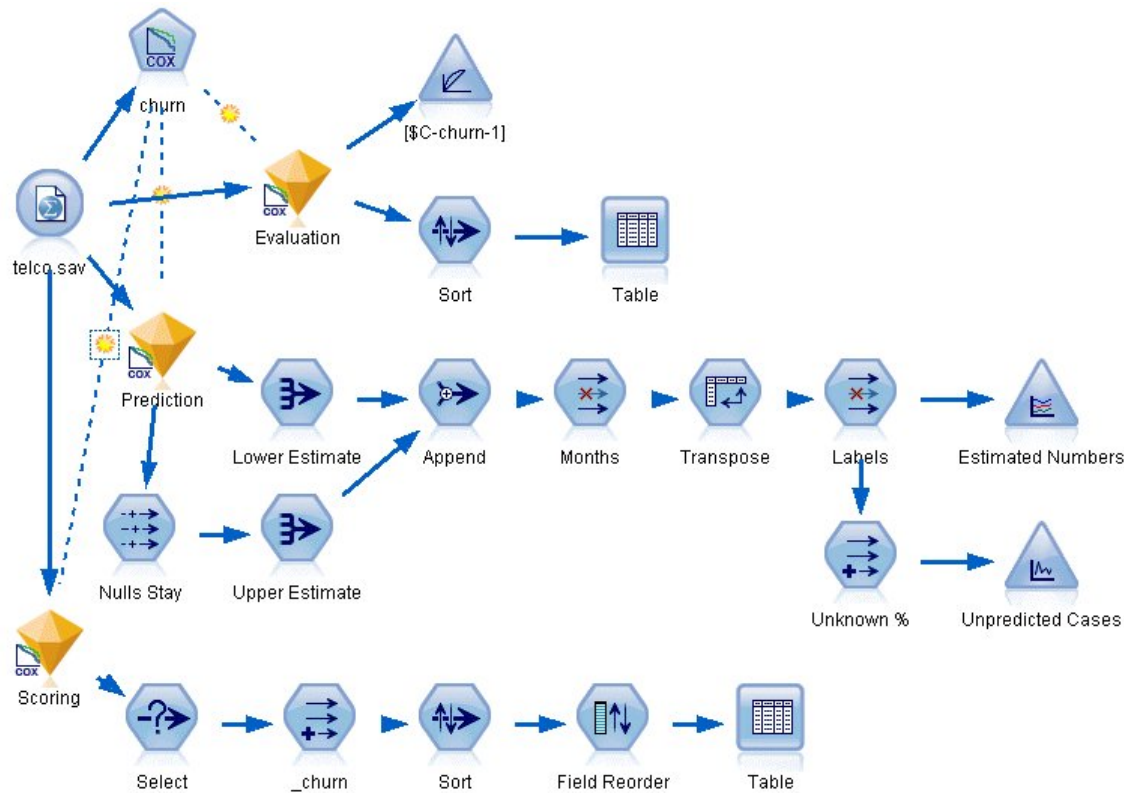 COX
churn
[$C-churn-1]
COX
telco.sav
Evaluation
Sort
Table
COX
Prediction
Lower Estimate
Append
Months
Transpose
Labels
Estimated Numbers
Nulls Stay
Upper Estimate
Unknown %
Unpredicted Cases
COX
Scoring
Select
_churn
Sort
Field Reorder
Table